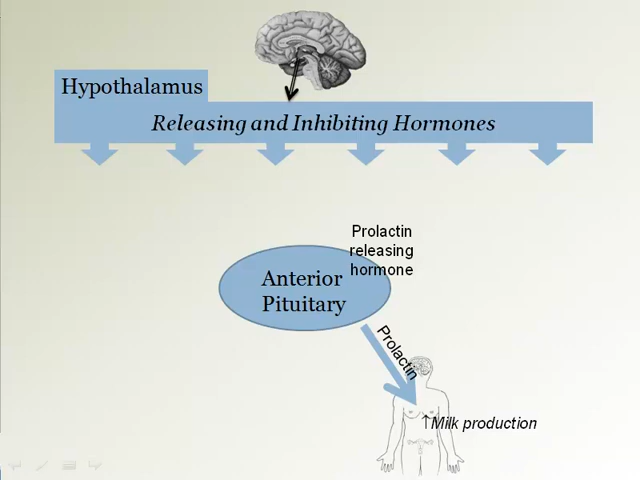 Hypothalamus
Releasing and Inhibiting Hormones
Prolactin
releasing
hormone
Anterior
Pituitary
Prolactin
↑Milk production